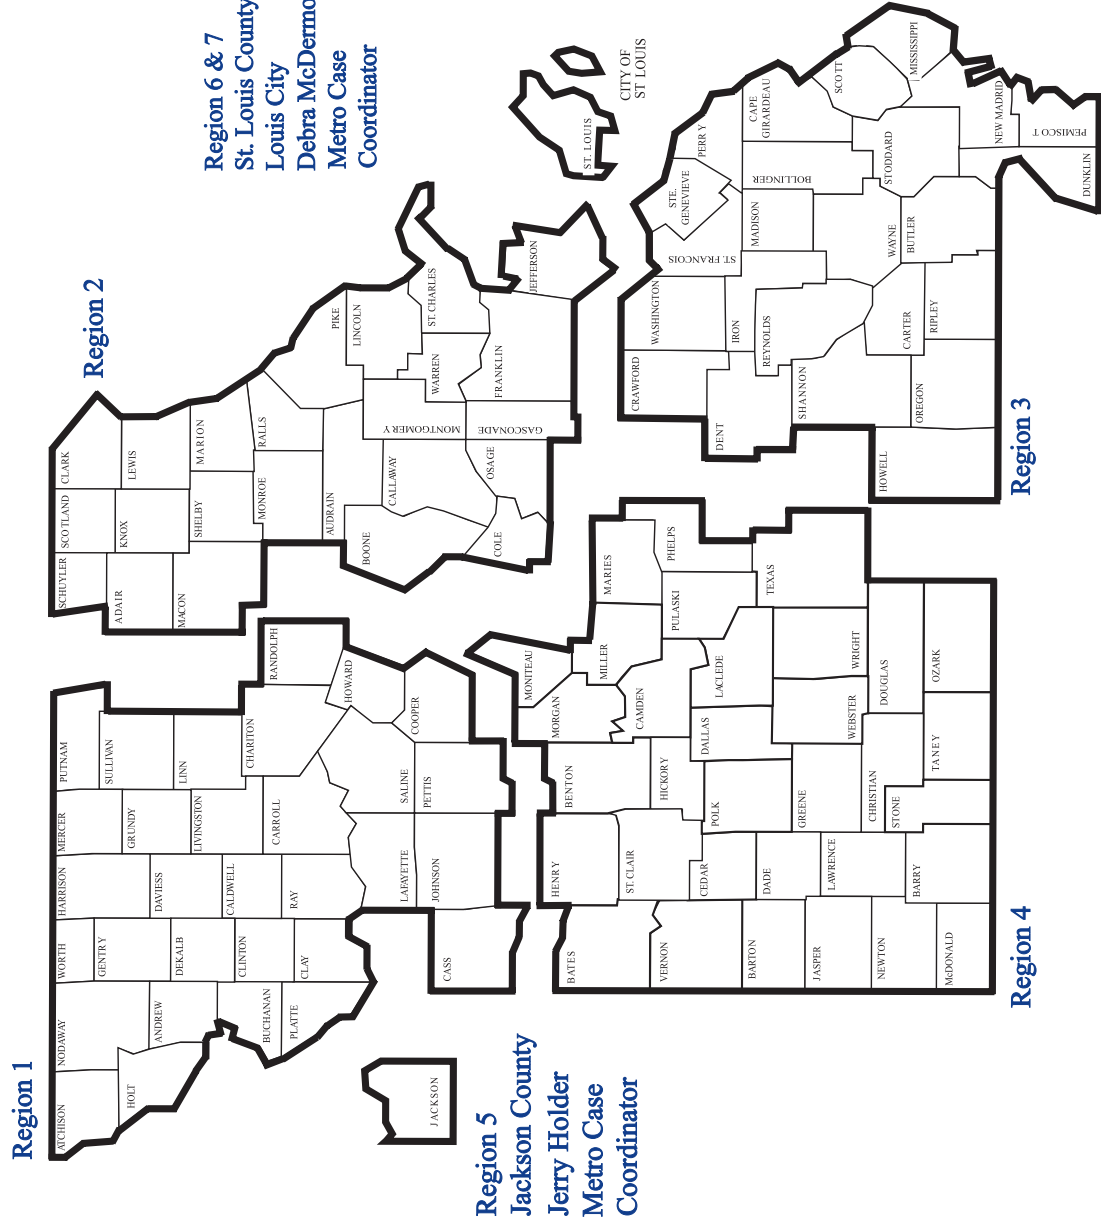 Region 1
ATCHISON
NODAWAY
WORTH
HARRISON
MERCER
PUTNAM
HOLT
ANDREW
GENTRY
DAVIESS
GRUNDY
SULLIVAN
DEKALB
LIVINGSTON
LINN
BUCHANAN
CLINTON
CALDWELL
CARROLL
CHARITON
RANDOLPH
PLATTE
CLAY
RAY
HOWARD
LAFAYETTE
SALINE
COOPER
CASS
JOHNSON
PETTIS
Region 2
SCHUYLER
SCOTLAND
CLARK
ADAIR
KNOX
LEWIS
MACON
SHELBY
MARION
MONROE
RALLS
AUDRAIN
PIKE
BOONE
CALLAWAY
MONTGOMERY
LINCOLN
WARREN
ST. CHARLES
COLE
OSAGE
GASCONADE
FRANKLIN
JEFFERSON
Region 6 & 7
St. Louis County
Louis City
Debra McDermo
Metro Case
Coordinator
ST. LOUIS
CITY OF
ST LOUIS
Region 5
Jackson County
Jerry Holder
Metro Case
Coordinator
JACKSON
BATES
HENRY
BENTON
MORGAN
MONITEAU
MILLER
MARIES
VERNON
ST. CLAIR
HICKORY
CAMDEN
PULASKI
PHELPS
CEDAR
POLK
DALLAS
LACLEDE
TEXAS
BARTON
DADE
GREENE
WEBSTER
WRIGHT
JASPER
LAWRENCE
CHRISTIAN
DOUGLAS
NEWTON
BARRY
STONE
TANEY
OZARK
McDONALD
Region 4
CRAWFORD
WASHINGTON
ST. FRANCOIS
STE.
GENEVIEVE
PERRY
DENT
IRON
REYNOLDS
MADISON
BOLLINGER
CAPE
GIRARDEAU
SHANNON
WAYNE
STODDARD
SCOTT
MISSISSIPPI
HOWELL
OREGON
CARTER
RIPLEY
BUTLER
NEW MADRID
PEMISCOT
DUNKLIN
Region 3